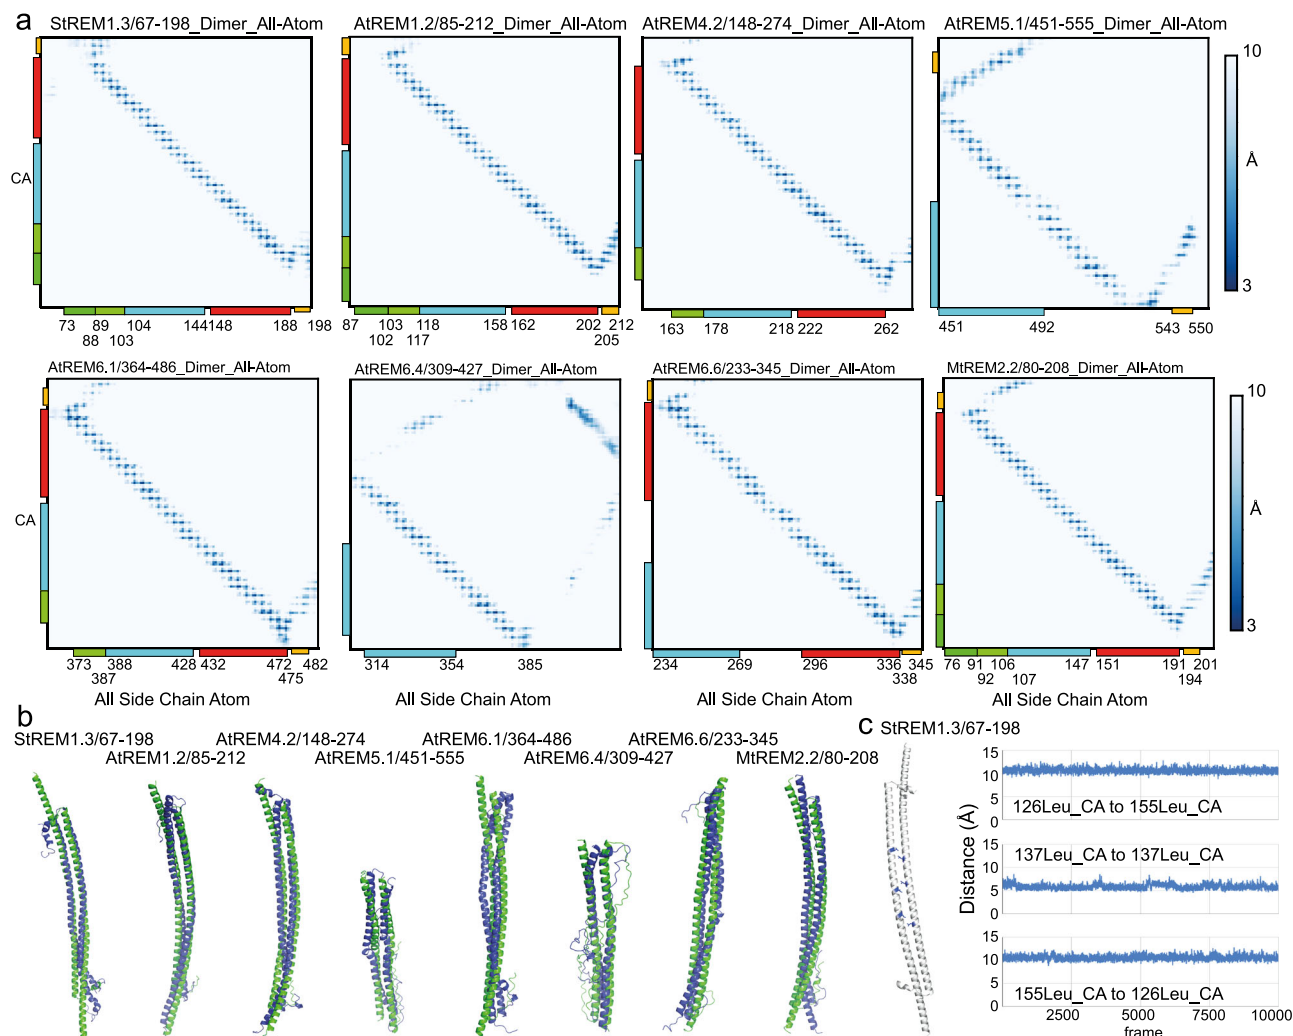 a
StREM1.3/67-198_Dimer_All-Atom
AtREM1.2/85-212_Dimer_All-Atom
AtREM4.2/148-274_Dimer_All-Atom
AtREM5.1/451-555_Dimer_All-Atom
10
Å
3
CA
73 89 104 144 148 188 198
88 103
87 103 118 158 162 202 212
102 117 205
163 178 218 222 262
451 492 543 550
AtREM6.1/364-486_Dimer_All-Atom
AtREM6.4/309-427_Dimer_All-Atom
AtREM6.6/233-345_Dimer_All-Atom
MtREM2.2/80-208_Dimer_All-Atom
10
Å
3
CA
373 388 428 432 472 482
387 475
314 354 385
234 269 296 336 345
338
76 91 106 147 151 191 201
92 107 194
All Side Chain Atom
All Side Chain Atom
All Side Chain Atom
All Side Chain Atom
b
StREM1.3/67-198
AtREM1.2/85-212
AtREM4.2/148-274
AtREM5.1/451-555
AtREM6.1/364-486
AtREM6.4/309-427
AtREM6.6/233-345
MtREM2.2/80-208
c
StREM1.3/67-198
Distance (Å)
15
10
5
0
126Leu_CA to 155Leu_CA
15
10
5
0
137Leu_CA to 137Leu_CA
15
10
5
0
155Leu_CA to 126Leu_CA
2500 5000 7500 10000
frame